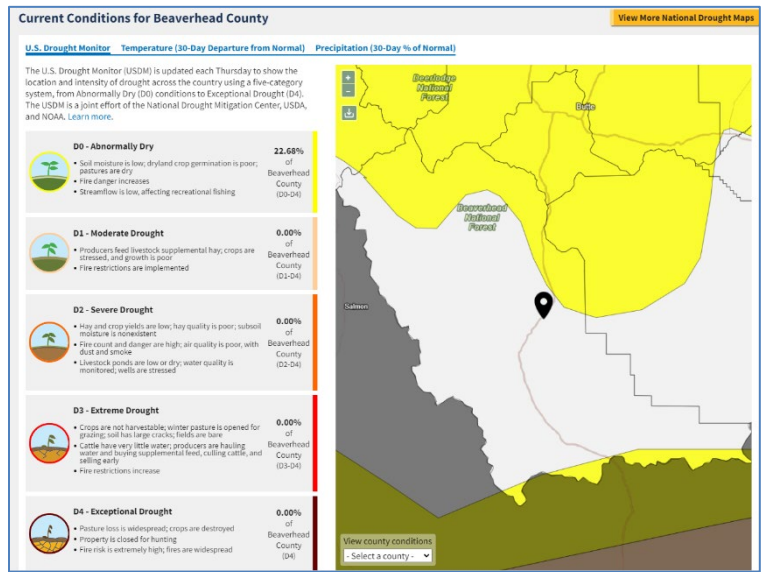 Current Conditions for Beaverhead County
View More National Drought Maps
U.S. Drought Monitor Temperature (30-Day Departure from Normal) Precipitation (30-Day % of Normal)
The U.S. Drought Monitor (USDM) is updated each Thursday to show the
location and intensity of drought across the country using a five-category
system, from Abnormally Dry (D0) conditions to Exceptional Drought (D4).
The USDM is a joint effort of the National Drought Mitigation Center, USDA,
and NOAA. Learn more.
D0 - Abnormally Dry
• Soil moisture is low; dryland crop germination is poor;
pastures are dry
• Fire danger increases
• Streamflow is low, affecting recreational fishing
22.68%
of
Beaverhead
County
(D0-D4)
D1 - Moderate Drought
• Producers feed livestock supplemental hay; crops are
stressed, and growth is poor
• Fire restrictions are implemented
0.00%
of
Beaverhead
County
(D1-D4)
D2 - Severe Drought
• Hay and crop yields are low; hay quality is poor; subsoil
moisture is nonexistent
• Fire count and danger are high; air quality is poor, with
dust and smoke
• Livestock ponds are low or dry; water quality is
monitored; wells are stressed
0.00%
of
Beaverhead
County
(D2-D4)
D3 - Extreme Drought
• Crops are not harvestable; winter pasture is opened for
grazing; soil has large cracks; fields are bare
• Cattle have very little water; producers are hauling
water and buying supplemental feed, culling cattle, and
selling early
• Fire restrictions increase
0.00%
of
Beaverhead
County
(D3-D4)
D4 - Exceptional Drought
• Pasture loss is widespread; crops are destroyed
• Property is closed for hunting
• Fire risk is extremely high; fires are widespread
0.00%
of
Beaverhead
County
(D4)
+
−
Deerlodge
National
Forest
Butte
Beaverhead
National
Forest
Salmon
View county conditions
- Select a county -